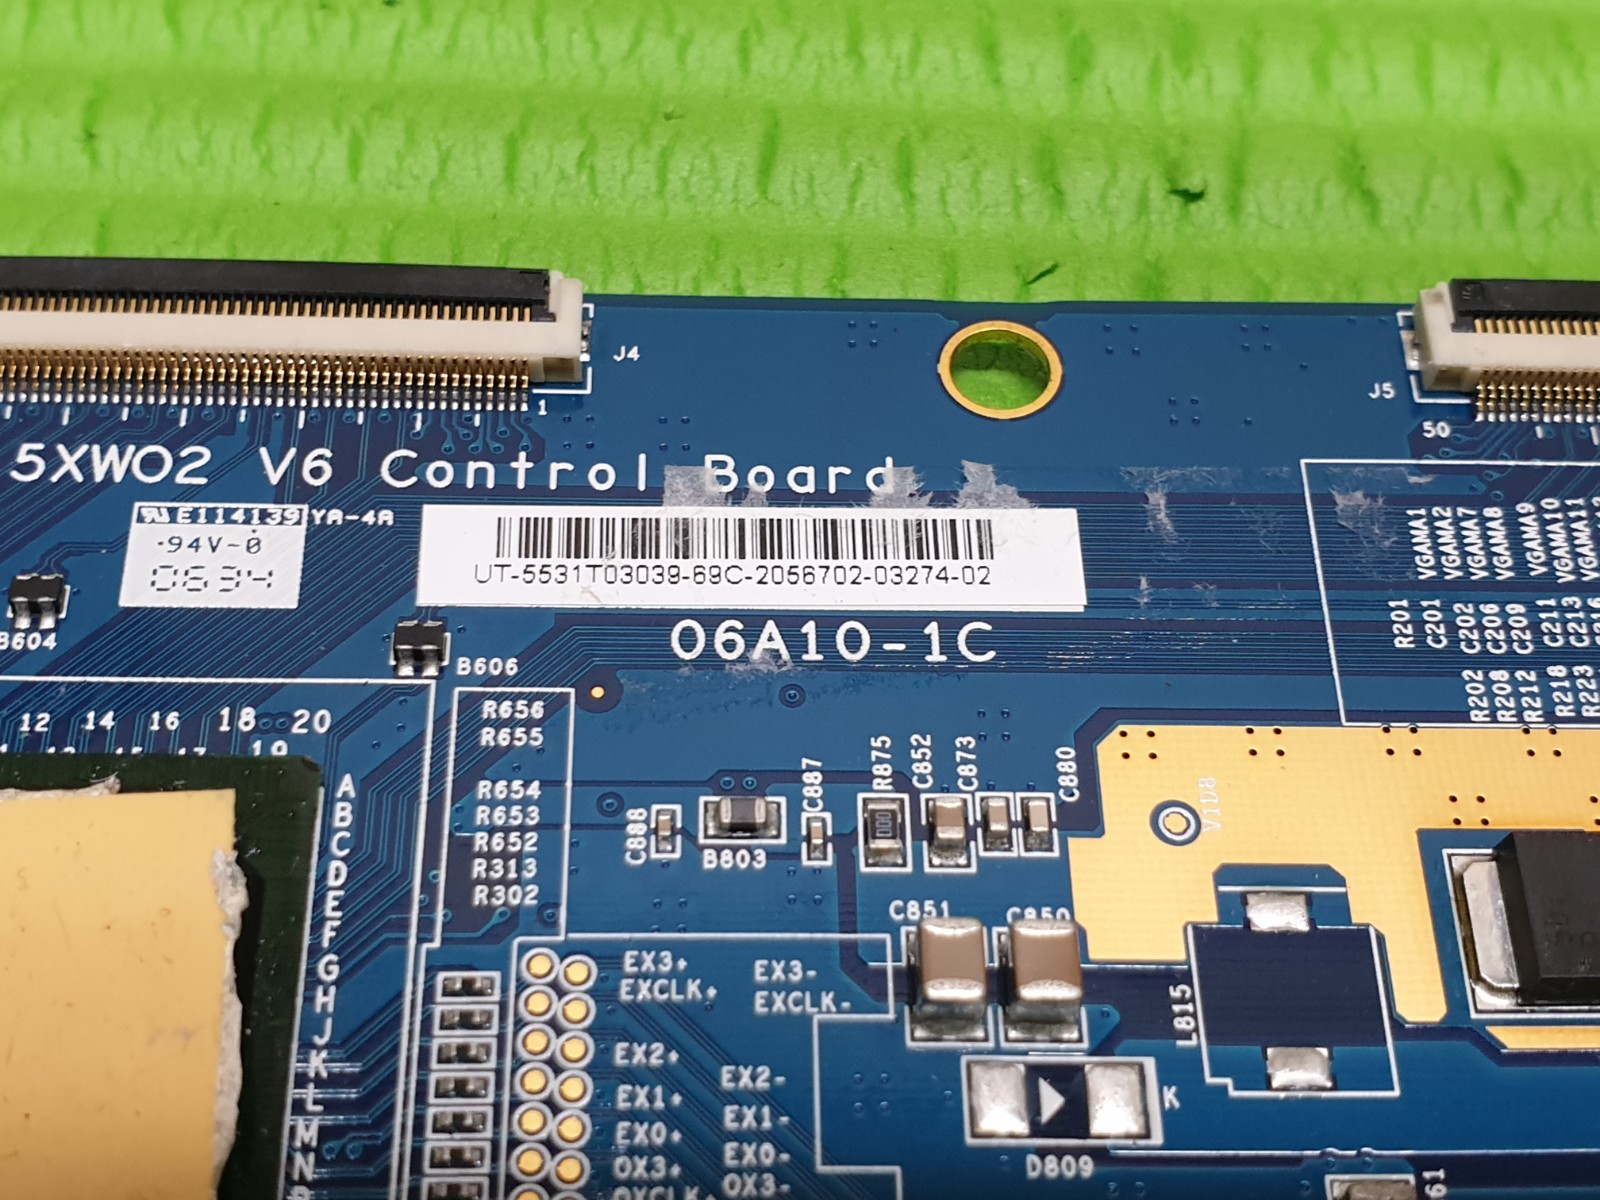 J4
J5
1
50
5XW02 V6 Control Board
E114139 YA-4A
94V-0
0634
UT-5531T03039-69C-2056702-03274-02
06A10-1C
B604
B606
VGAMA1
VGAMA2
VGAMA7
VGAMA8
VGAMA9
VGAMA10
VGAMA11
R201
C201
C202
C206
C209
C211
C213
R202
R208
R212
R218
R223
12 14 16 18 20
19
R656
R655
R654
R653
R652
R313
R302
A
B
C
D
E
F
G
H
J
K
L
M
N
C888
B803
C887
R875
C852
C873
C880
000
V1D8
C851
C850
L815
EX3+ EX3-
EXCLK+ EXCLK-
EX2+ EX2-
EX1+ EX1-
EX0+ EX0-
OX3+ OX3-
OXCLK+
K
D809